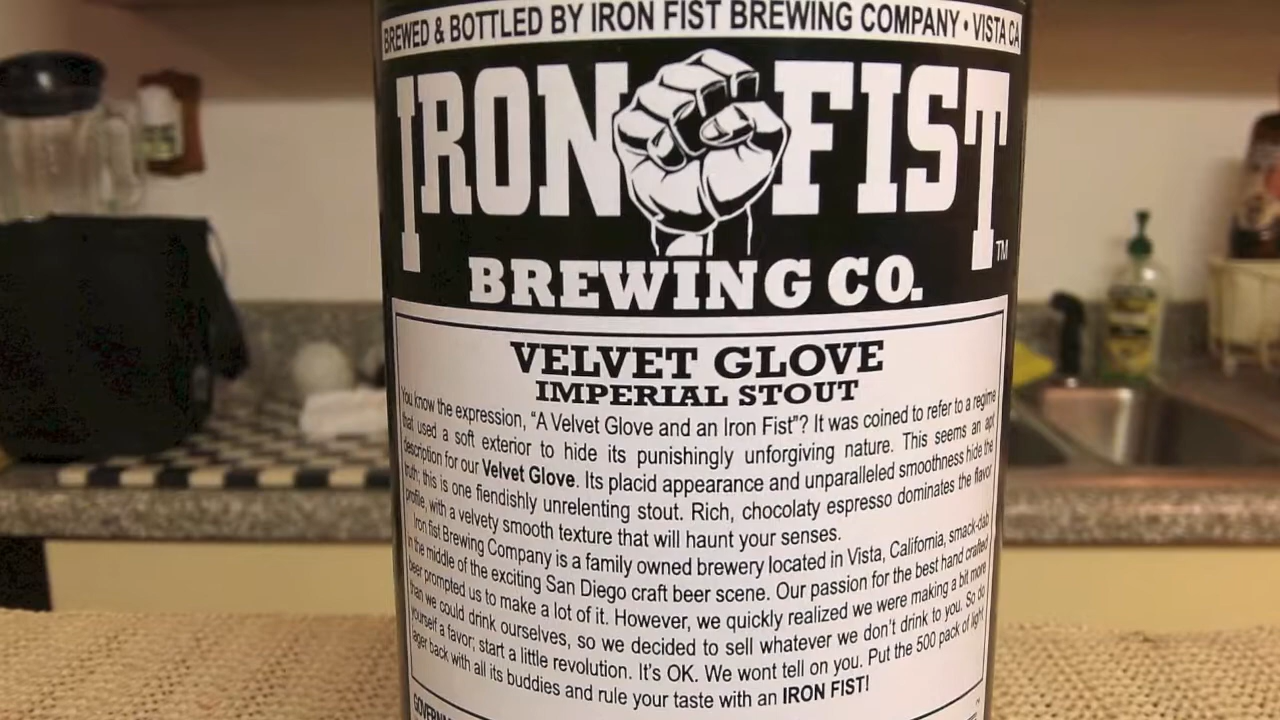 BREWED & BOTTLED BY IRON FIST BREWING COMPANY • VISTA CA
IRON FIST
TM
BREWING CO.
VELVET GLOVE
IMPERIAL STOUT
You know the expression, “A Velvet Glove and an Iron Fist”? It was coined to refer to a regime
that used a soft exterior to hide its punishingly unforgiving nature. This seems an apt
description for our Velvet Glove. Its placid appearance and unparalleled smoothness hide the
truth; this is one fiendishly unrelenting stout. Rich, chocolaty espresso dominates the flavor
profile, with a velvety smooth texture that will haunt your senses.
Iron fist Brewing Company is a family owned brewery located in Vista, California, smack-dab
in the middle of the exciting San Diego craft beer scene. Our passion for the best hand crafted
beer prompted us to make a lot of it. However, we quickly realized we were making a bit more
than we could drink ourselves, so we decided to sell whatever we don’t drink to you. So do
yourself a favor; start a little revolution. It’s OK. We wont tell on you. Put the 500 pack of light
lager back with all its buddies and rule your taste with an IRON FIST!